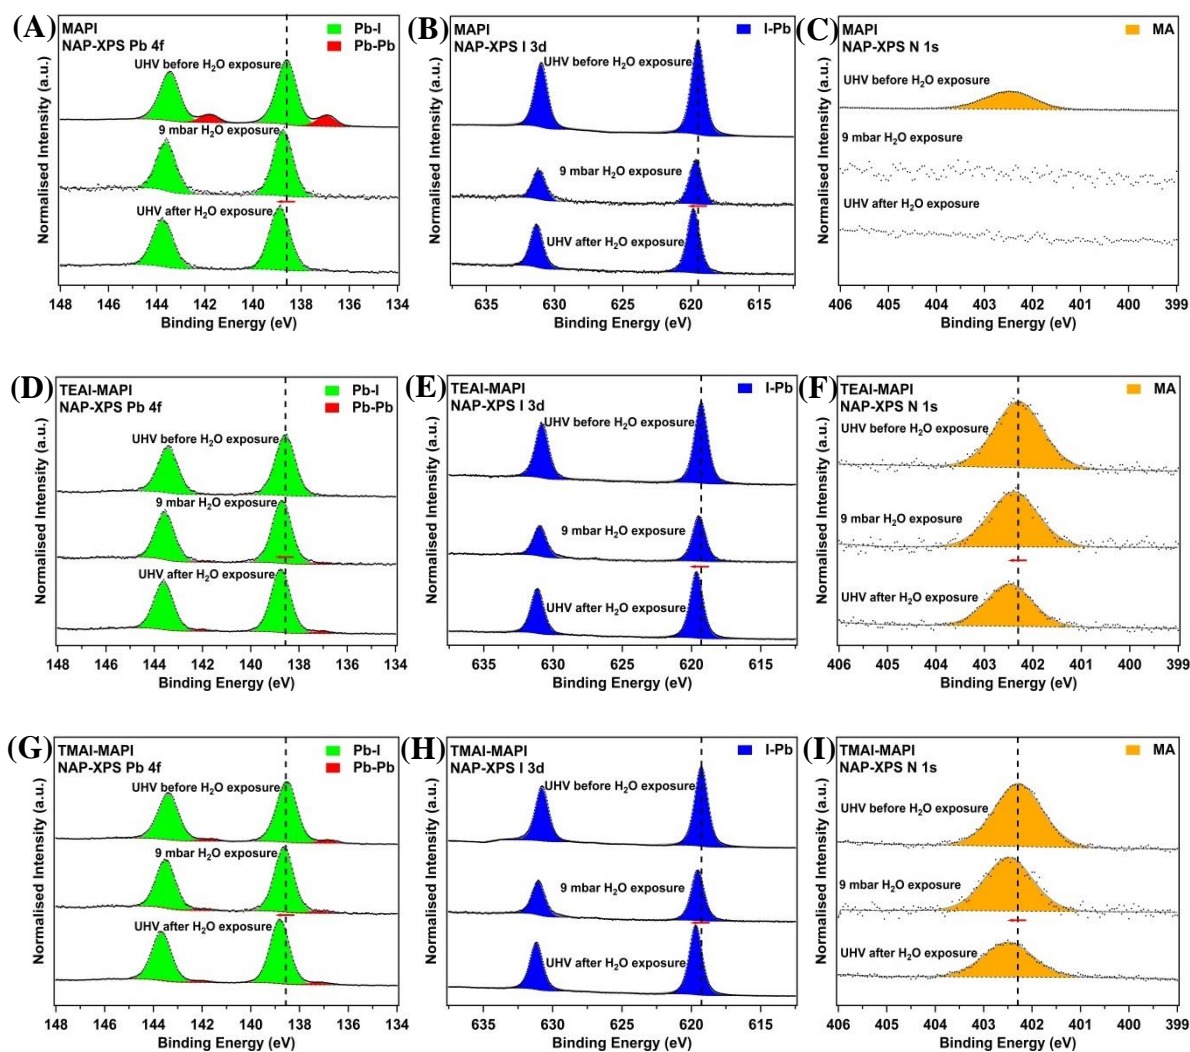 (A)
MAPI
NAP-XPS Pb 4f
Pb-I
Pb-Pb
UHV before H₂O exposure
9 mbar H₂O exposure
UHV after H₂O exposure
Normalised Intensity (a.u.)
148 146 144 142 140 138 136 134
Binding Energy (eV)
(B)
MAPI
NAP-XPS I 3d
I-Pb
UHV before H₂O exposure
9 mbar H₂O exposure
UHV after H₂O exposure
Normalised Intensity (a.u.)
635 630 625 620 615
Binding Energy (eV)
(C)
MAPI
NAP-XPS N 1s
MA
UHV before H₂O exposure
9 mbar H₂O exposure
UHV after H₂O exposure
Normalised Intensity (a.u.)
406 405 404 403 402 401 400 399
Binding Energy (eV)
(D)
TEAI-MAPI
NAP-XPS Pb 4f
Pb-I
Pb-Pb
UHV before H₂O exposure
9 mbar H₂O exposure
UHV after H₂O exposure
Normalised Intensity (a.u.)
148 146 144 142 140 138 136 134
Binding Energy (eV)
(E)
TEAI-MAPI
NAP-XPS I 3d
I-Pb
UHV before H₂O exposure
9 mbar H₂O exposure
UHV after H₂O exposure
Normalised Intensity (a.u.)
635 630 625 620 615
Binding Energy (eV)
(F)
TEAI-MAPI
NAP-XPS N 1s
MA
UHV before H₂O exposure
9 mbar H₂O exposure
UHV after H₂O exposure
Normalised Intensity (a.u.)
406 405 404 403 402 401 400 399
Binding Energy (eV)
(G)
TMAI-MAPI
NAP-XPS Pb 4f
Pb-I
Pb-Pb
UHV before H₂O exposure
9 mbar H₂O exposure
UHV after H₂O exposure
Normalised Intensity (a.u.)
148 146 144 142 140 138 136 134
Binding Energy (eV)
(H)
TMAI-MAPI
NAP-XPS I 3d
I-Pb
UHV before H₂O exposure
9 mbar H₂O exposure
UHV after H₂O exposure
Normalised Intensity (a.u.)
635 630 625 620 615
Binding Energy (eV)
(I)
TMAI-MAPI
NAP-XPS N 1s
MA
UHV before H₂O exposure
9 mbar H₂O exposure
UHV after H₂O exposure
Normalised Intensity (a.u.)
406 405 404 403 402 401 400 399
Binding Energy (eV)